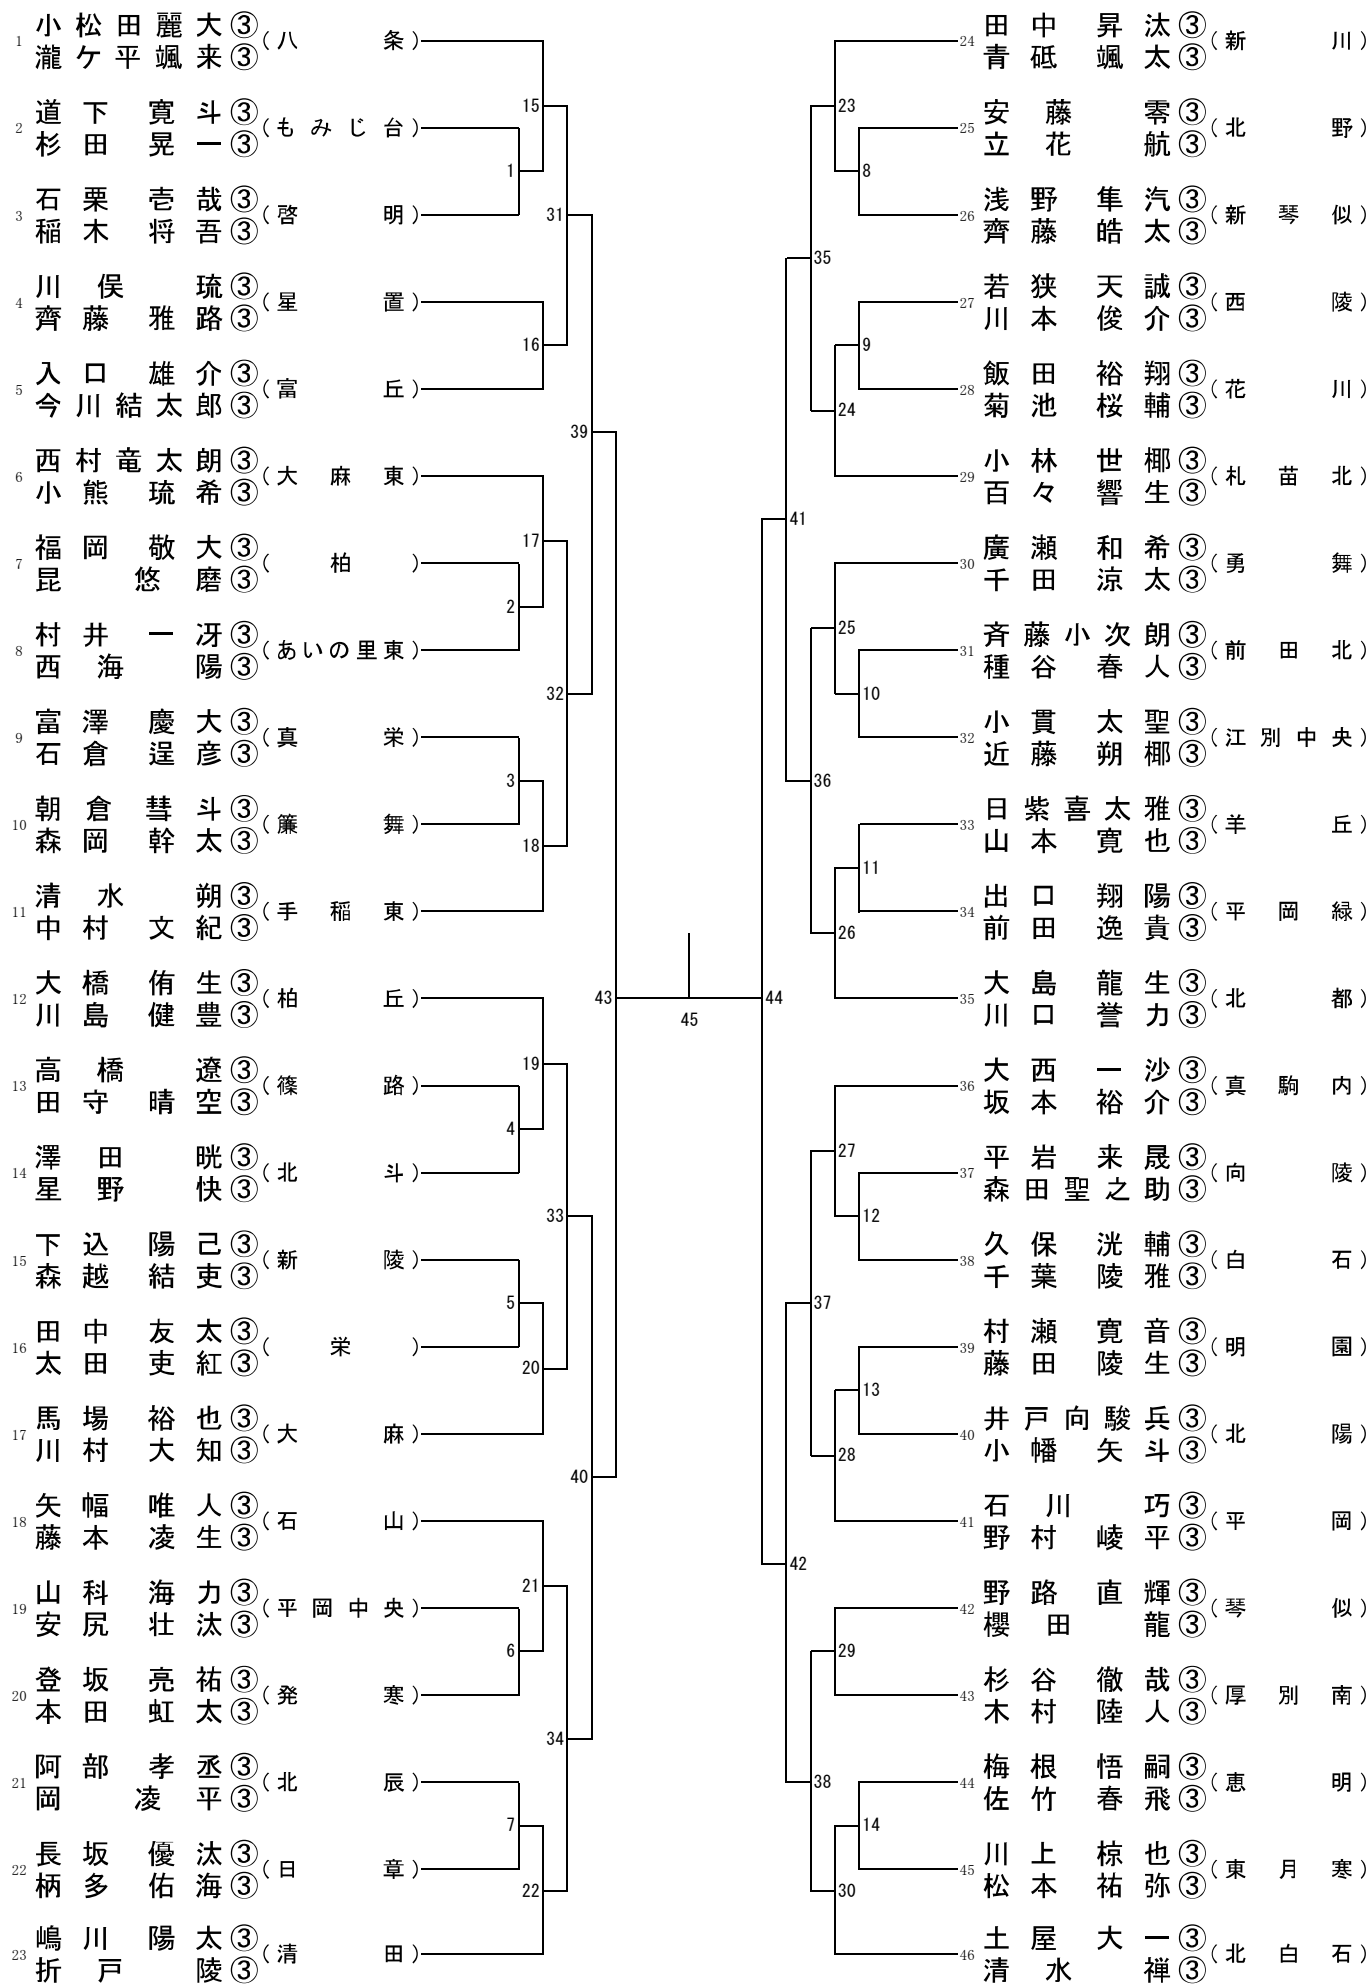 1 小松田麗大③(八条)
瀧ケ平颯来③
2 道下寛斗③(もみじ台)
杉田晃一③
3 石栗壱哉③(啓明)
稲木将吾③
4 川俣琉③(星置)
齊藤雅路③
5 入口雄介③(富丘)
今川結太郎③
6 西村竜太朗③(大麻東)
小熊琉希③
7 福岡敬大③(柏)
昆悠磨③
8 村井一冴③(あいの里東)
西海陽③
9 富澤慶大③(真栄)
石倉逞彦③
10 朝倉彗斗③(簾舞)
森岡幹太③
11 清水朔③(手稲東)
中村文紀③
12 大橋侑生③(柏丘)
川島健豊③
13 高橋遼③(篠路)
田守晴空③
14 澤田晄③(北斗)
星野快③
15 下込陽己③(新陵)
森越結吏③
16 田中友太③(栄)
太田吏紅③
17 馬場裕也③(大麻)
川村大知③
18 矢幅唯人③(石山)
藤本凌生③
19 山科海力③(平岡中央)
安尻壮汰③
20 登坂亮祐③(発寒)
本田虹太③
21 阿部孝丞③(北辰)
岡凌平③
22 長坂優汰③(日章)
柄多佑海③
23 嶋川陽太③(清田)
折戸陵③
15
1
31
16
39
17
2
32
3
18
43
19
4
33
5
20
40
21
6
34
7
22
45
44
23
8
35
9
24
41
25
10
36
11
26
27
12
37
13
28
42
29
38
14
30
24 田中昇汰③(新川)
青砥颯太③
25 安藤零③(北野)
立花航③
26 浅野隼汽③(新琴似)
齊藤皓太③
27 若狭天誠③(西陵)
川本俊介③
28 飯田裕翔③(花川)
菊池桜輔③
29 小林世椰③(札苗北)
百々響生③
30 廣瀬和希③(勇舞)
千田涼太③
31 斉藤小次朗③(前田北)
種谷春人③
32 小貫太聖③(江別中央)
近藤朔椰③
33 日紫喜太雅③(羊丘)
山本寛也③
34 出口翔陽③(平岡緑)
前田逸貴③
35 大島龍生③(北都)
川口誉力③
36 大西一沙③(真駒内)
坂本裕介③
37 平岩来晟③(向陵)
森田聖之助③
38 久保洸輔③(白石)
千葉陵雅③
39 村瀬寛音③(明園)
藤田陵生③
40 井戸向駿兵③(北陽)
小幡矢斗③
41 石川巧③(平岡)
野村崚平③
42 野路直輝③(琴似)
櫻田龍③
43 杉谷徹哉③(厚別南)
木村陸人③
44 梅根悟嗣③(恵明)
佐竹春飛③
45 川上椋也③(東月寒)
松本祐弥③
46 土屋大一③(北白石)
清水禅③